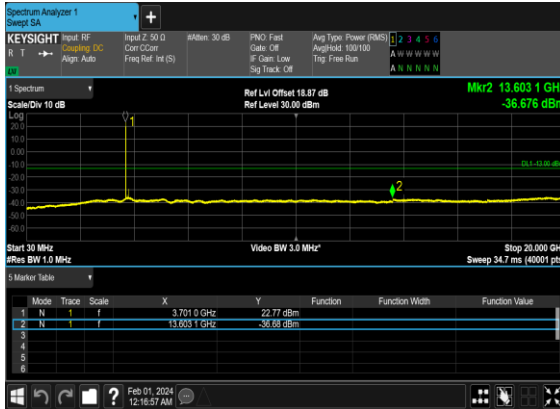 Spectrum Analyzer 1
Swept SA
+
KEYSIGHT Input: RF Input Z: 50 Ω #Atten: 30 dB PNO: Fast Avg Type: Power (RMS) 1 2 3 4 5 6
R T Coupling: DC Corr CCorr Gate: Off Avg|Hold: 100/100 A W W W W W
Align: Auto Freq Ref: Int (S) IF Gain: Low Trig: Free Run
Sig Track: Off A N N N N N
1 Spectrum Ref Lvl Offset 18.87 dB Mkr2 13.603 1 GHz
Scale/Div 10 dB Ref Level 30.00 dBm -36.676 dBm
Log
20.0
10.0
0.00
-10.0
-20.0
-30.0
-40.0
-50.0
-60.0
1
DL1 -13.00 dBm
2
Start 30 MHz Video BW 3.0 MHz* Stop 20.000 GHz
#Res BW 1.0 MHz Sweep 34.7 ms (40001 pts)
5 Marker Table
Mode Trace Scale X Y Function Function Width Function Value
1 N 1 f 3.701 0 GHz 22.77 dBm
2 N 1 f 13.603 1 GHz -36.68 dBm
3
4
5
6
?
Feb 01, 2024
12:16:57 AM